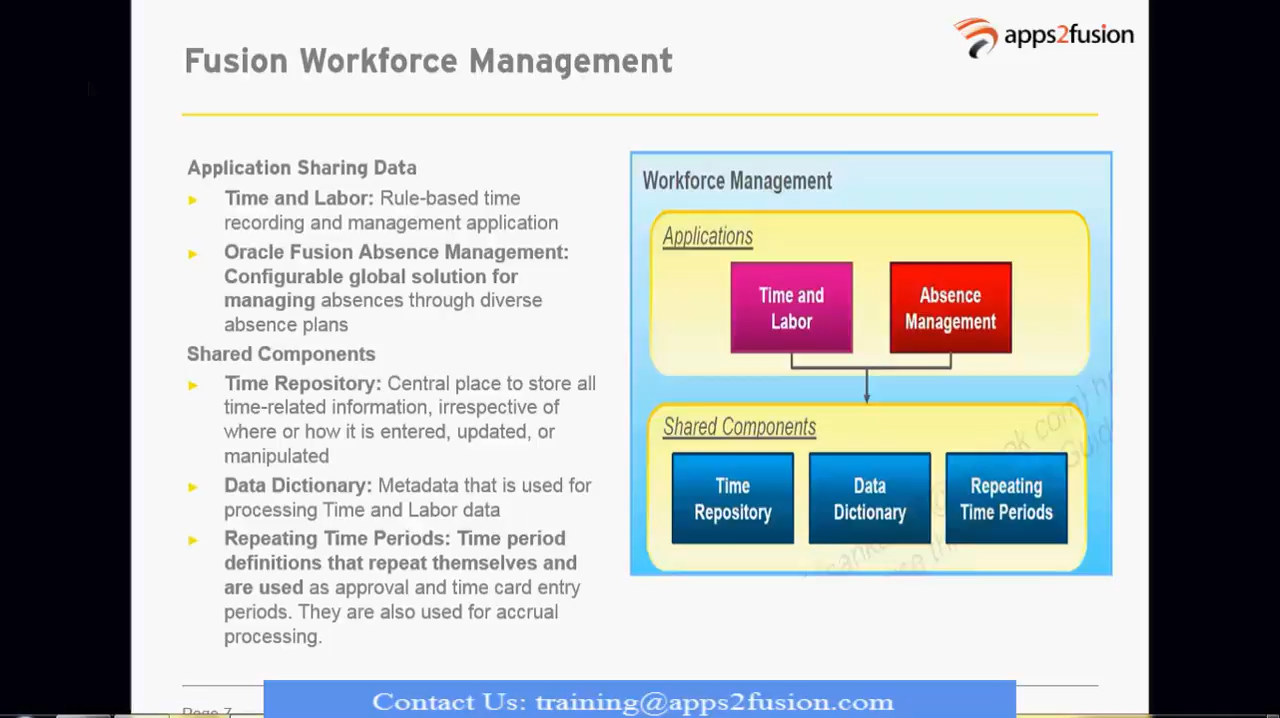 apps2fusion
Fusion Workforce Management
Application Sharing Data
Time and Labor: Rule-based time
recording and management application
Oracle Fusion Absence Management:
Configurable global solution for
managing absences through diverse
absence plans
Shared Components
Time Repository: Central place to store all
time-related information, irrespective of
where or how it is entered, updated, or
manipulated
Data Dictionary: Metadata that is used for
processing Time and Labor data
Repeating Time Periods: Time period
definitions that repeat themselves and
are used as approval and time card entry
periods. They are also used for accrual
processing.
Workforce Management
Applications
Time and
Labor
Absence
Management
Shared Components
Time
Repository
Data
Dictionary
Repeating
Time Periods
Page 7
Contact Us: training@apps2fusion.com